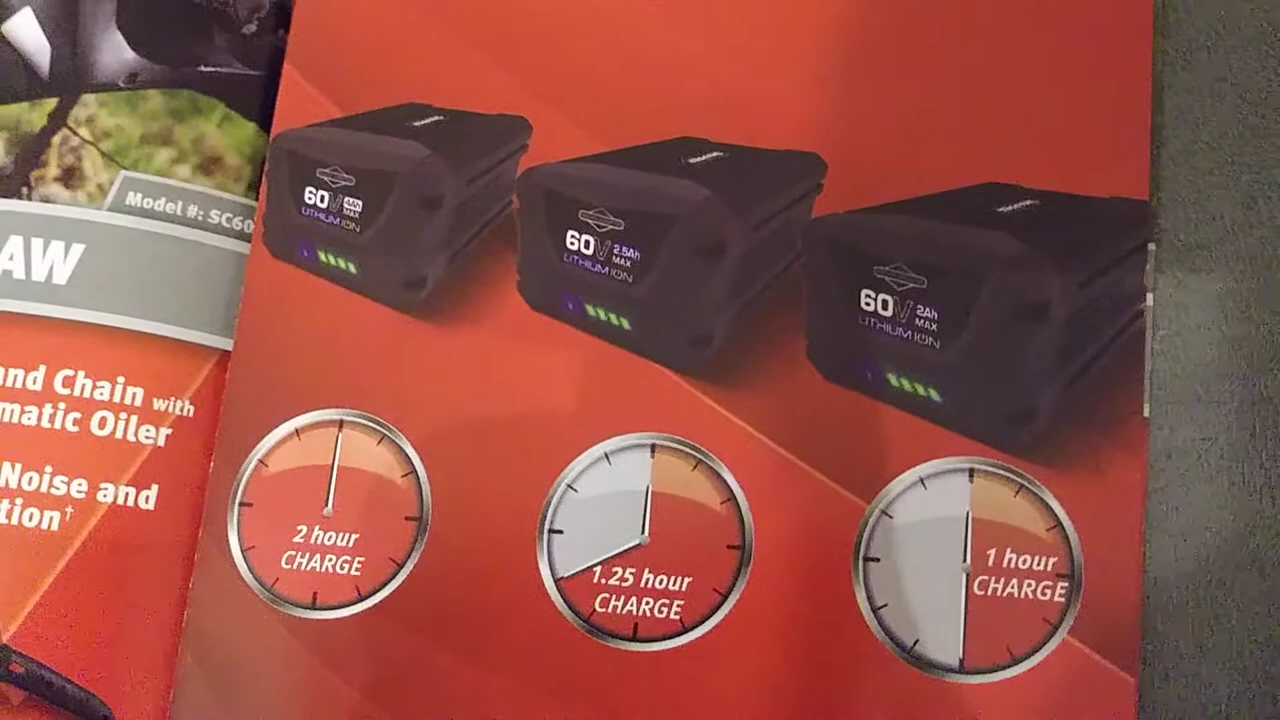 Model #: SC60
AW
and Chain with
matic Oiler
Noise and
tion†
60V 4Ah
MAX
LITHIUM ION
60V 2.5Ah
MAX
LITHIUM ION
60V 2Ah
MAX
LITHIUM ION
2 hour
CHARGE
1.25 hour
CHARGE
1 hour
CHARGE